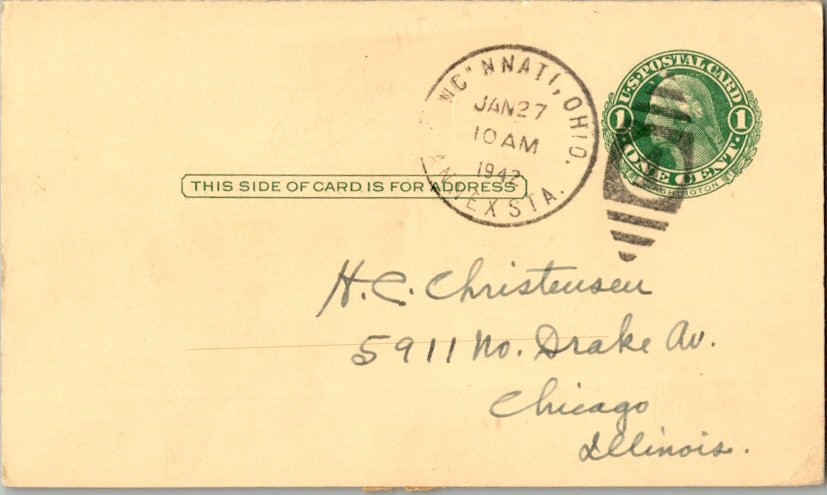 CINCINNATI, OHIO.
JAN 27
10 AM
1942
ANNEX STA.
U·S·POSTAL CARD
1 1
ONE CENT·
WASHINGTON
THIS SIDE OF CARD IS FOR ADDRESS
H. C. Christensen
5911 No. Drake Av.
Chicago
Illinois.